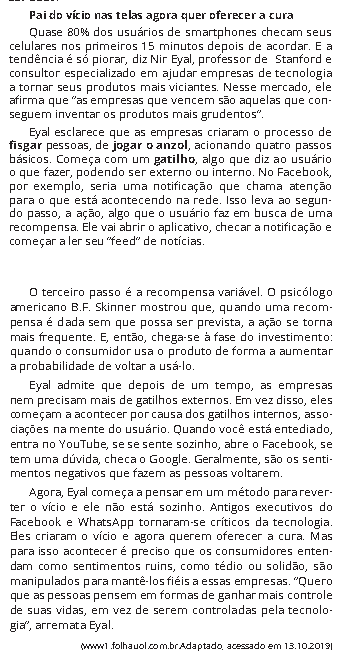 Pai do vício nas telas agora quer oferecer a cura
Quase 80% dos usuários de smartphones checam seus
celulares nos primeiros 15 minutos depois de acordar. E a
tendência é só piorar, diz Nir Eyal, professor de Stanford e
consultor especializado em ajudar empresas de tecnologia
a tornar seus produtos mais viciantes. Nesse mercado, ele
afirma que “as empresas que vencem são aquelas que con-
seguem inventar os produtos mais grudentos”.
Eyal esclarece que as empresas criaram o processo de
fisgar pessoas, de jogar o anzol, acionando quatro passos
básicos. Começa com um gatilho, algo que diz ao usuário
o que fazer, podendo ser externo ou interno. No Facebook,
por exemplo, seria uma notificação que chama atenção
para o que está acontecendo na rede. Isso leva ao segun-
do passo, a ação, algo que o usuário faz em busca de uma
recompensa. Ele vai abrir o aplicativo, checar a notificação e
começar a ler seu “feed” de notícias.
O terceiro passo é a recompensa variável. O psicólogo
americano B.F. Skinner mostrou que, quando uma recom-
pensa é dada sem que possa ser prevista, a ação se torna
mais frequente. E, então, chega-se à fase do investimento:
quando o consumidor usa o produto de forma a aumentar
a probabilidade de voltar a usá-lo.
Eyal admite que depois de um tempo, as empresas
nem precisam mais de gatilhos externos. Em vez disso, eles
começam a acontecer por causa dos gatilhos internos, asso-
ciações na mente do usuário. Quando você está entediado,
entra no YouTube, se se sente sozinho, abre o Facebook, se
tem uma dúvida, checa o Google. Geralmente, são os senti-
mentos negativos que fazem as pessoas voltarem.
Agora, Eyal começa a pensar em um método para rever-
ter o vício e ele não está sozinho. Antigos executivos do
Facebook e WhatsApp tornaram-se críticos da tecnologia.
Eles criaram o vício e agora querem oferecer a cura. Mas
para isso acontecer é preciso que os consumidores enten-
dam como sentimentos ruins, como tédio ou solidão, são
manipulados para mantê-los fiéis a essas empresas. “Quero
que as pessoas pensem em formas de ganhar mais controle
de suas vidas, em vez de serem controladas pela tecnolo-
gia”, arremata Eyal.
(www1.folhauol.com.br.Adaptado, acessado em 13.10.2019)